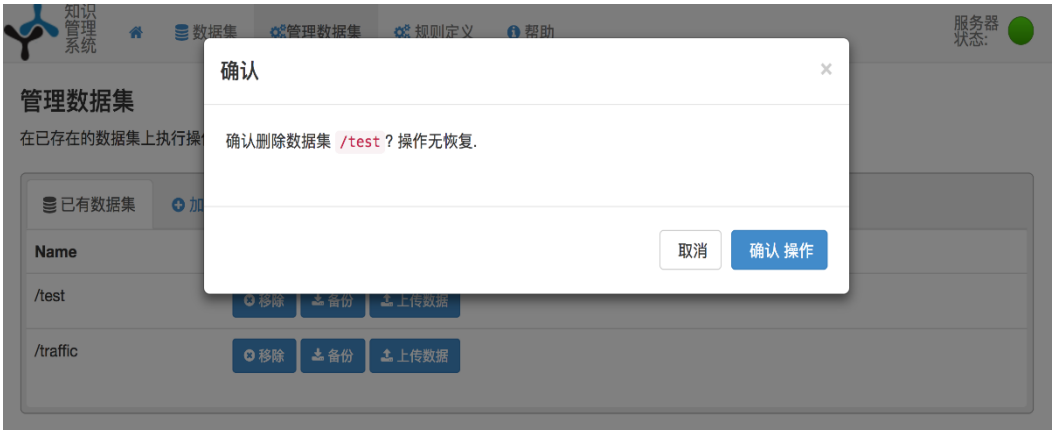 知识
管理
系统
数据集
管理数据集
规则定义
帮助
服务器
状态:
确认
×
管理数据集
在已存在的数据集上执行操
确认删除数据集 /test ? 操作无恢复.
已有数据集
加
取消
确认 操作
Name
/test
移除
备份
上传数据
/traffic
移除
备份
上传数据